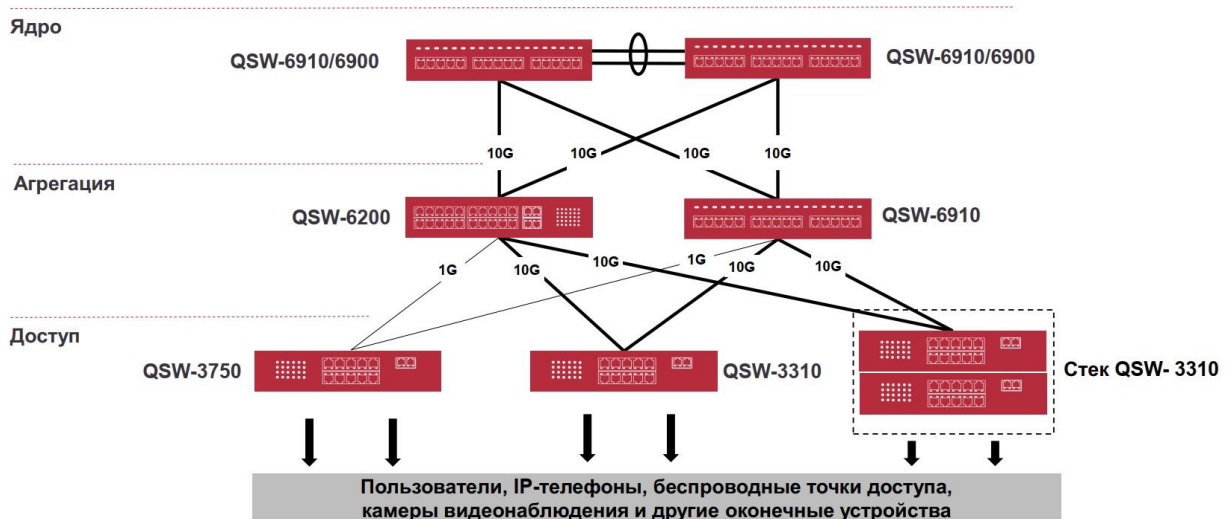 Ядро
QSW-6910/6900
QSW-6910/6900
10G
10G
10G
10G
Агрегация
QSW-6200
QSW-6910
1G
10G
10G
1G
10G
10G
Доступ
QSW-3750
QSW-3310
Стек QSW- 3310
Пользователи, IP-телефоны, беспроводные точки доступа,
камеры видеонаблюдения и другие оконечные устройства